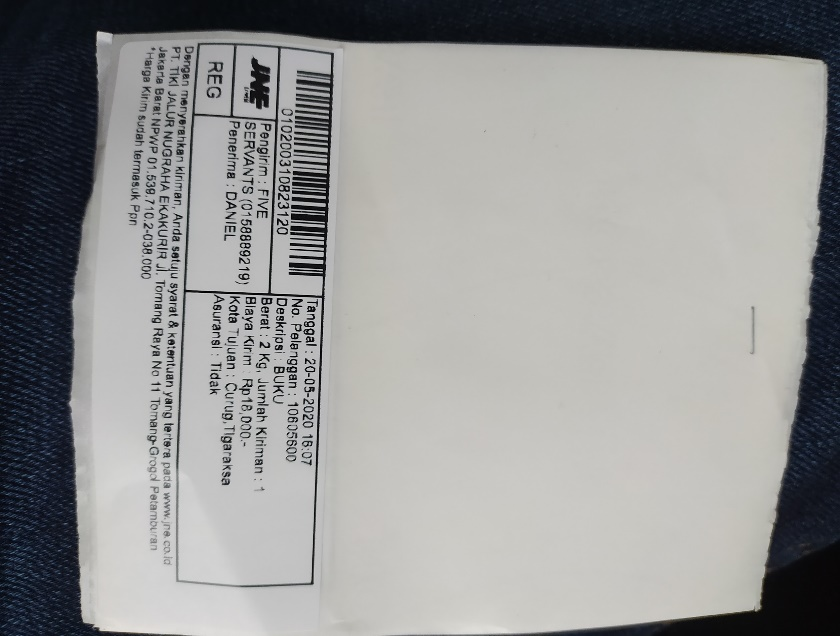 010200310823120
JNE
REG
Pengirim : FIVE
SERVANTS (0158889219)
Penerima : DANIEL
Tanggal : 20-05-2020 16:07
No. Pelanggan : 10605600
Deskripsi : BUKU
Berat : 2 Kg, Jumlah Kiriman : 1
Biaya Kirim : Rp18,000.-
Kota Tujuan : Curug,Tigaraksa
Asuransi : Tidak
Dengan menyerahkan kiriman, Anda setuju syarat & ketentuan yang tertera pada www.jne.co.id
PT. TIKI JALUR NUGRAHA EKAKURIR Jl. Tomang Raya No 11 Tomang-Grogol Petamburan
Jakarta Barat NPWP 01.539.710.2-038.000
*Harga Kirim sudah termasuk Ppn